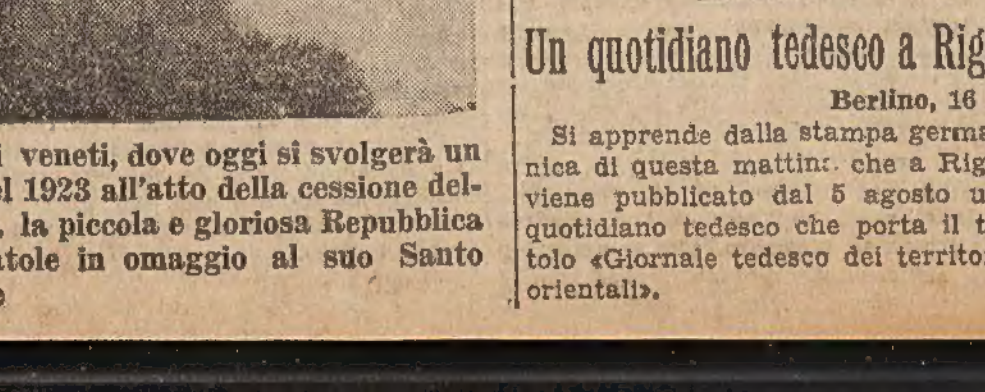 i veneti, dove oggi si svolgerà un
el 1923 all'atto della cessione del-
, la piccola e gloriosa Repubblica
tole in omaggio al suo Santo
Un quotidiano tedesco a Rig
Berlino, 16
Si apprende dalla stampa germa
nica di questa mattina che a Rig
viene pubblicato dal 5 agosto u
quotidiano tedesco che porta il t
tolo «Giornale tedesco dei territo
orientali».